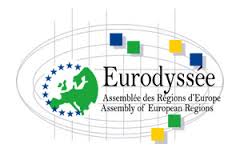 Eurodyssée
Assemblée des Régions d'Europe
Assembly of European Regions